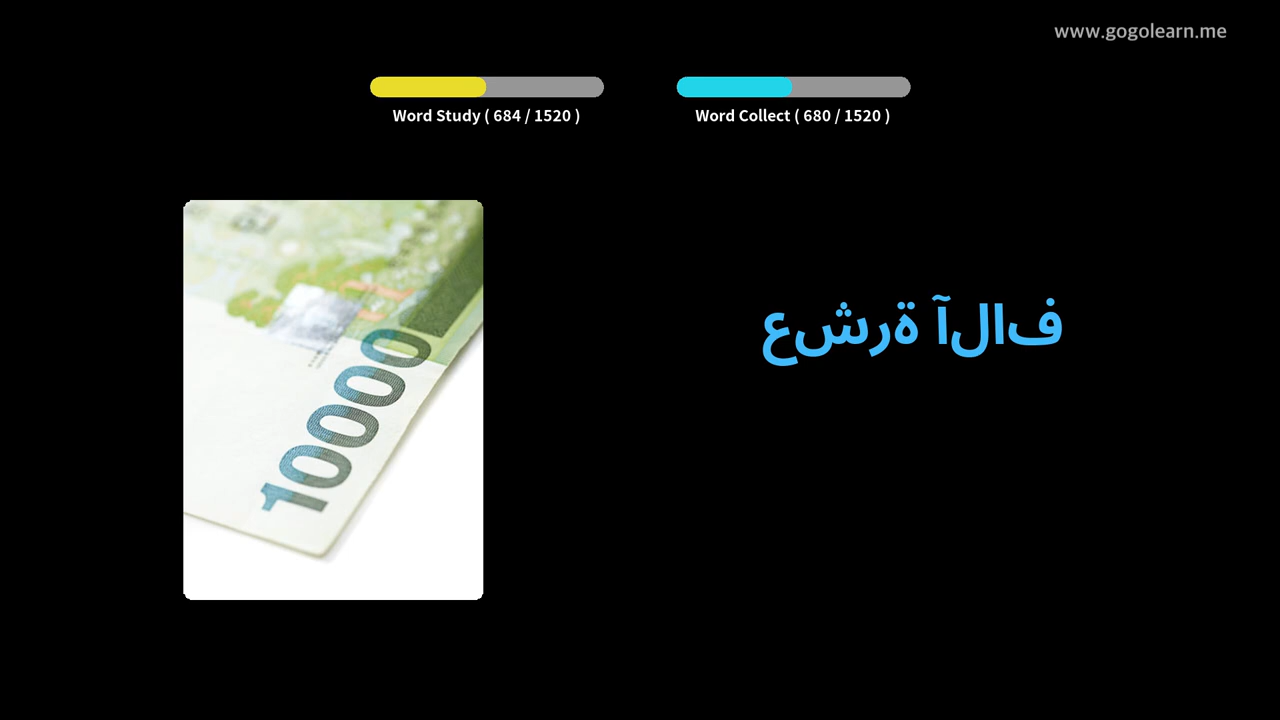 www.gogolearn.me
Word Study ( 684 / 1520 )
Word Collect ( 680 / 1520 )
10000
عشرة آلاف